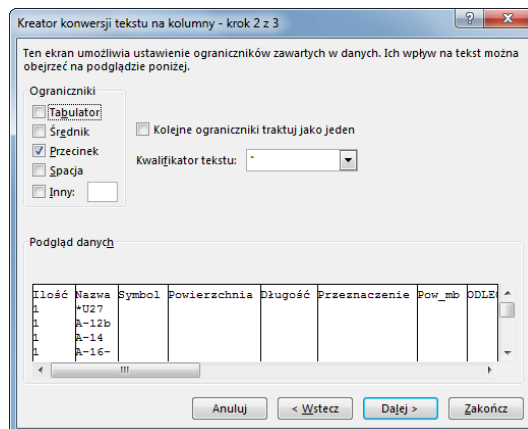 Kreator konwersji tekstu na kolumny - krok 2 z 3
Ten ekran umożliwia ustawienie ograniczników zawartych w danych. Ich wpływ na tekst można
obejrzeć na podglądzie poniżej.
Ograniczniki
Tabulator
Średnik
Przecinek
Spacja
Inny:
Kolejne ograniczniki traktuj jako jeden
Kwalifikator tekstu: "
Podgląd danych
Ilość Nazwa Symbol Powierzchnia Długość Przeznaczenie Pow_mb
1 *U27
1 A-12b
1 A-14
1 A-16-
Anuluj < Wstecz Dalej > Zakończ